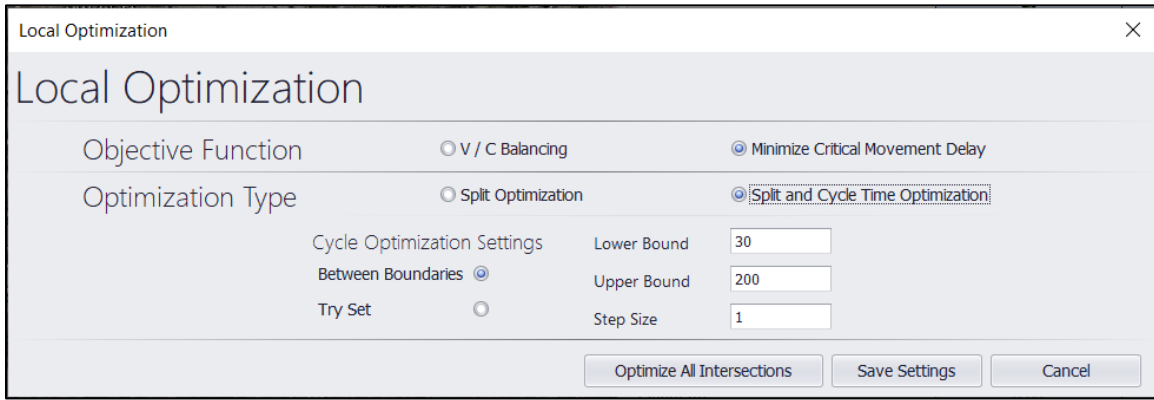 Local Optimization
Local Optimization
Objective Function V / C Balancing Minimize Critical Movement Delay
Optimization Type Split Optimization Split and Cycle Time Optimization
Cycle Optimization Settings Lower Bound 30
Between Boundaries Upper Bound 200
Try Set Step Size 1
Optimize All Intersections Save Settings Cancel